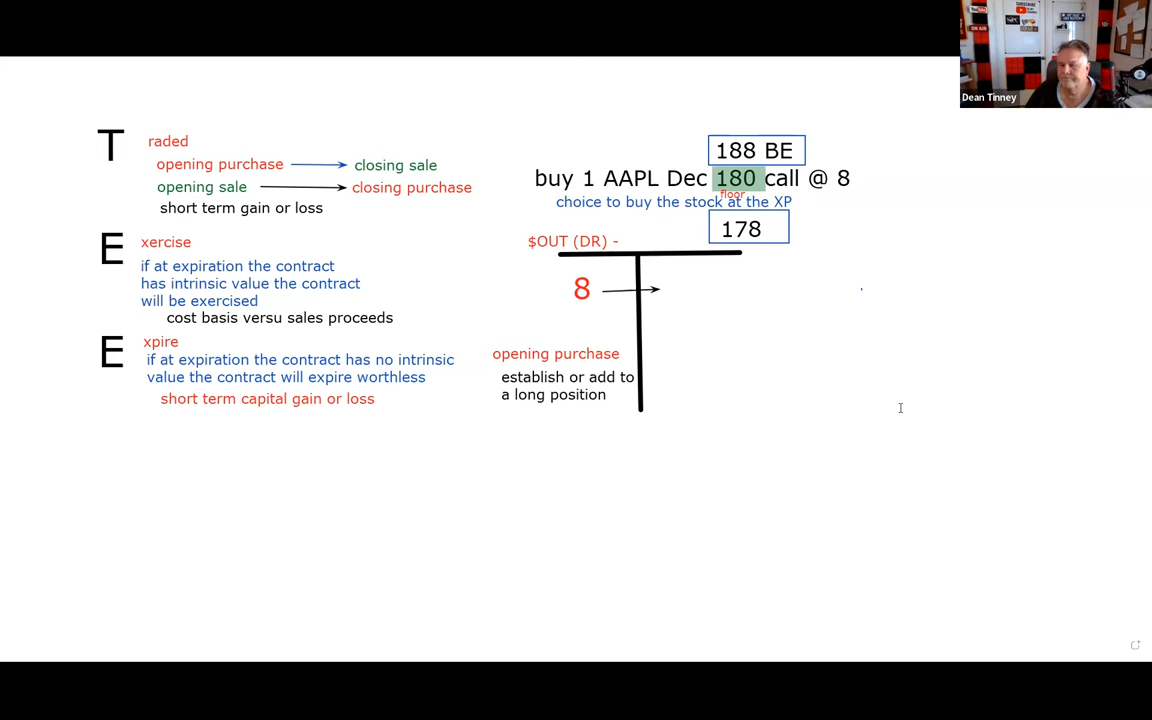 T raded
opening purchase closing sale
opening sale closing purchase
short term gain or loss
E xercise
if at expiration the contract
has intrinsic value the contract
will be exercised
cost basis versu sales proceeds
E xpire
if at expiration the contract has no intrinsic
value the contract will expire worthless
short term capital gain or loss
188 BE
buy 1 AAPL Dec 180 call @ 8
floor
choice to buy the stock at the XP
178
$OUT (DR) -
8
opening purchase
establish or add to
a long position
Dean Tinney